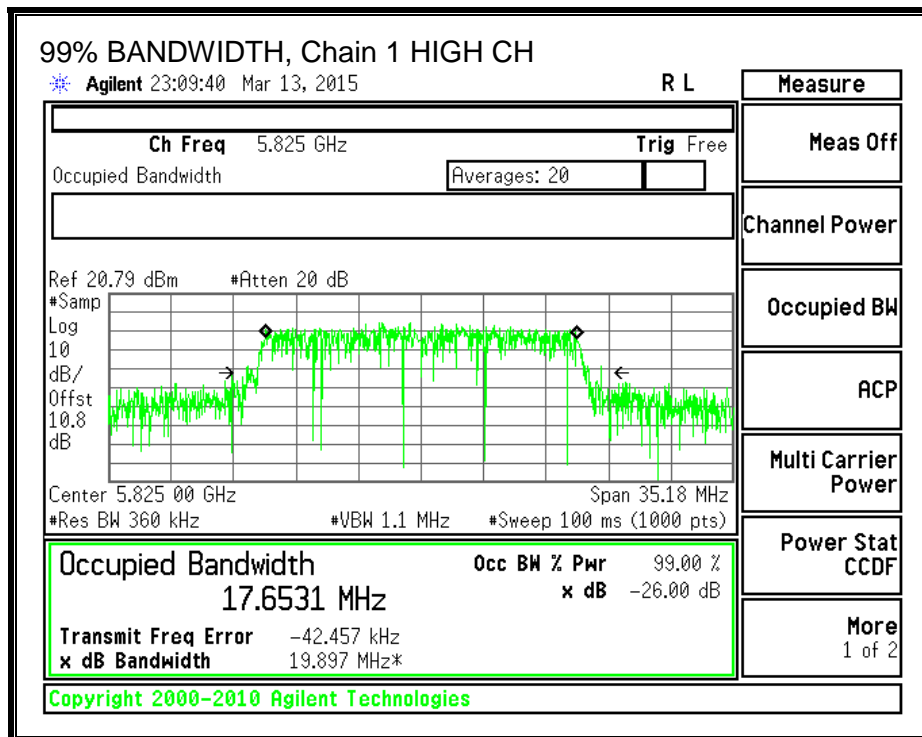 99% BANDWIDTH, Chain 1 HIGH CH
Agilent 23:09:40 Mar 13, 2015 R L
Ch Freq 5.825 GHz Trig Free
Occupied Bandwidth Averages: 20
Ref 20.79 dBm #Atten 20 dB
#Samp
Log
10
dB/
Offst
10.8
dB
Center 5.825 00 GHz Span 35.18 MHz
#Res BW 360 kHz #VBW 1.1 MHz #Sweep 100 ms (1000 pts)
Occupied Bandwidth Occ BW % Pwr 99.00 %
17.6531 MHz x dB -26.00 dB
Transmit Freq Error -42.457 kHz
x dB Bandwidth 19.897 MHz*
Copyright 2000-2010 Agilent Technologies
Measure
Meas Off
Channel Power
Occupied BW
ACP
Multi Carrier
Power
Power Stat
CCDF
More
1 of 2